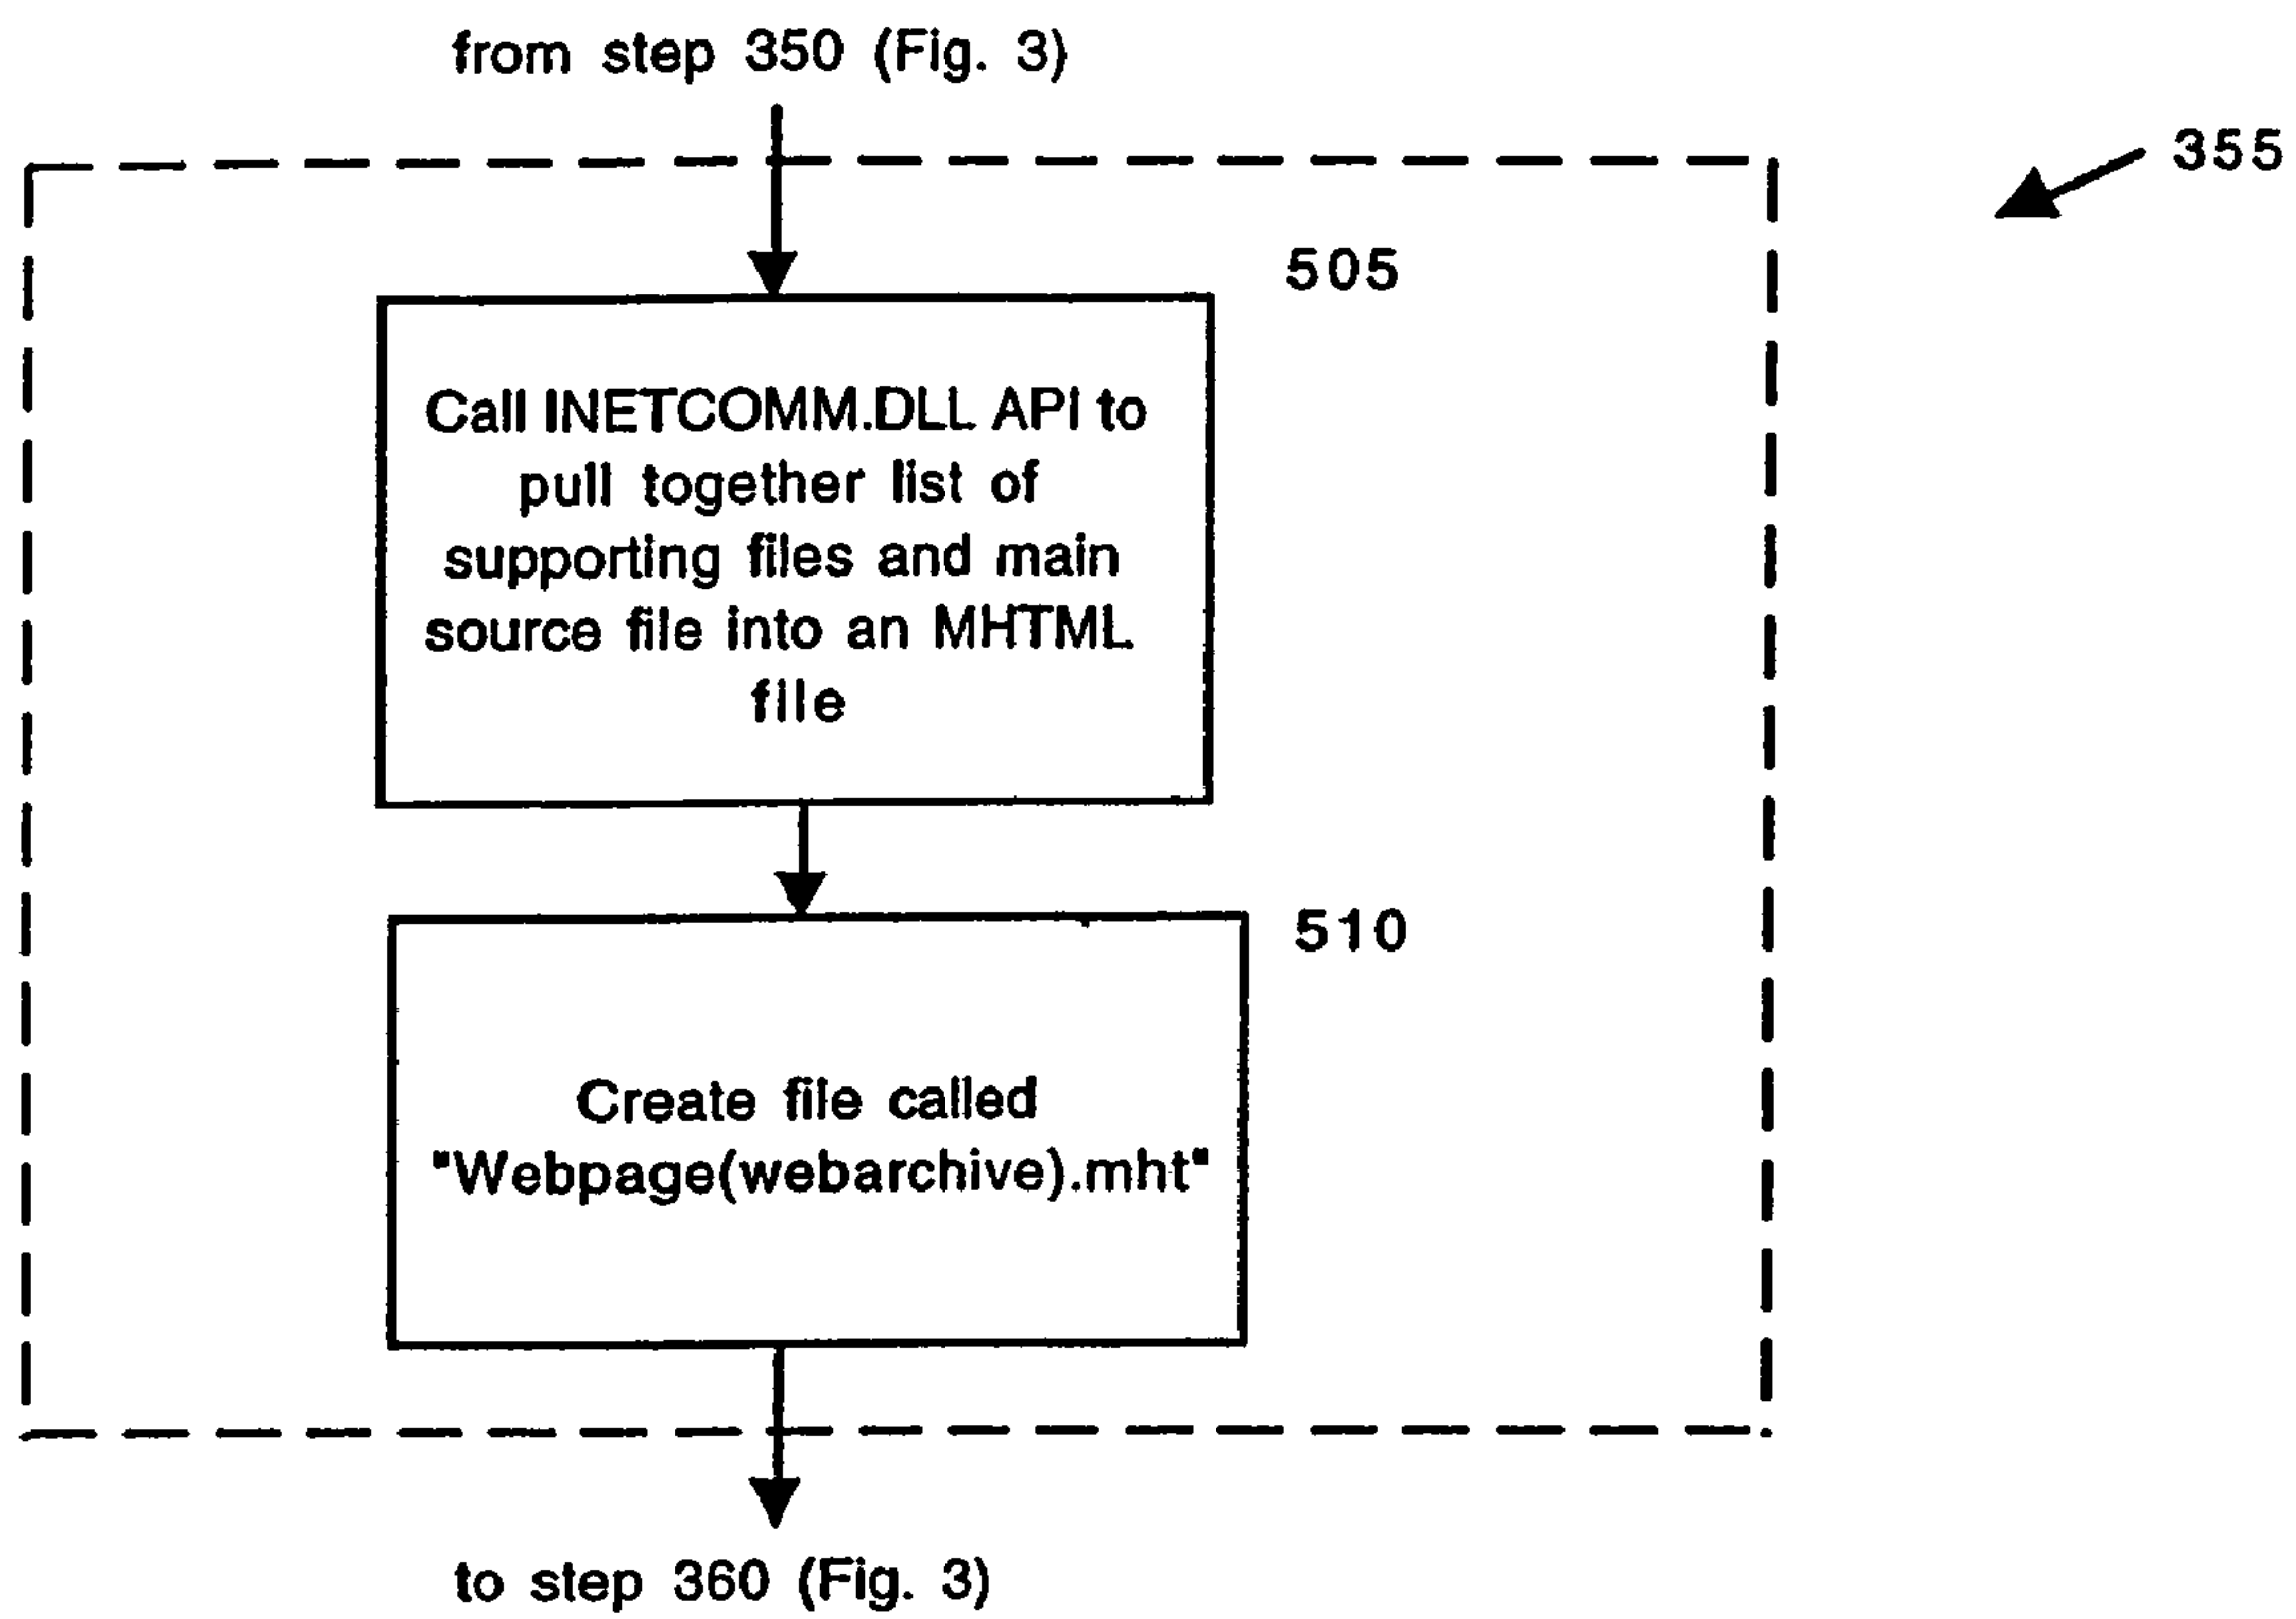 from step 350 (Fig. 3)
355
505
Call INETCOMM.DLL API to
pull together list of
supporting files and main
source file into an MHTML
file
510
Create file called
"Webpage(webarchive).mht"
to step 360 (Fig. 3)